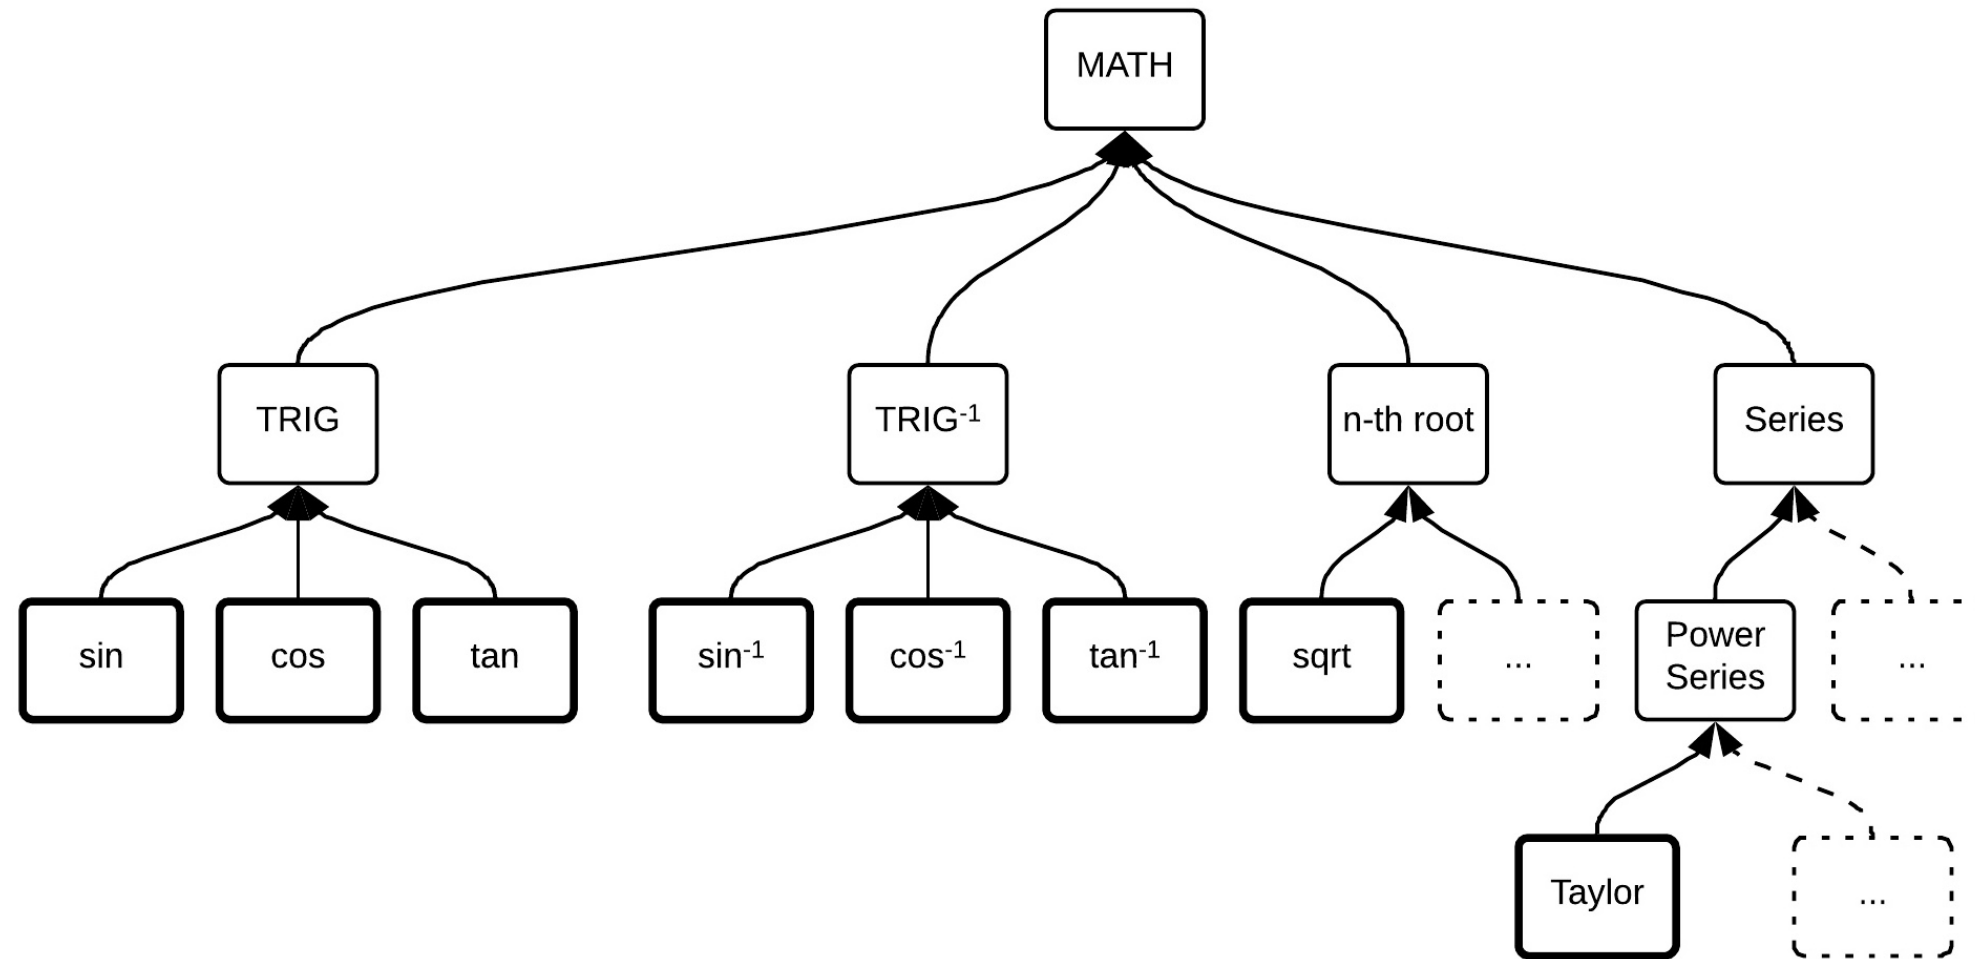 MATH
TRIG
TRIG-1
n-th root
Series
sin
cos
tan
sin-1
cos-1
tan-1
sqrt
...
Power
Series
...
Taylor
...